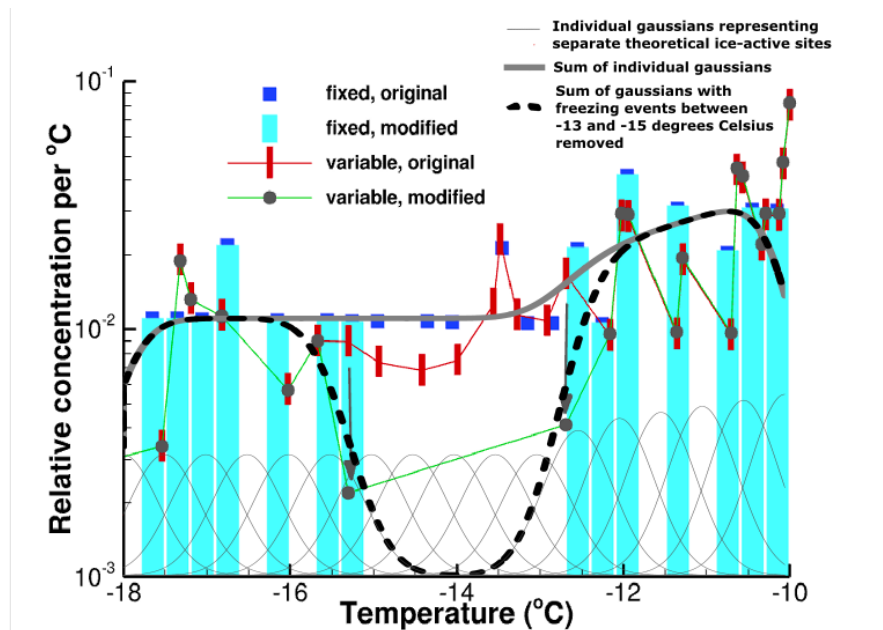 Individual gaussians representing
separate theoretical ice-active sites
Sum of individual gaussians
Sum of gaussians with
freezing events between
-13 and -15 degrees Celsius
removed
fixed, original
fixed, modified
variable, original
variable, modified
Relative concentration per °C
10-1
10-2
10-3
-18
-16
-14
-12
-10
Temperature (°C)